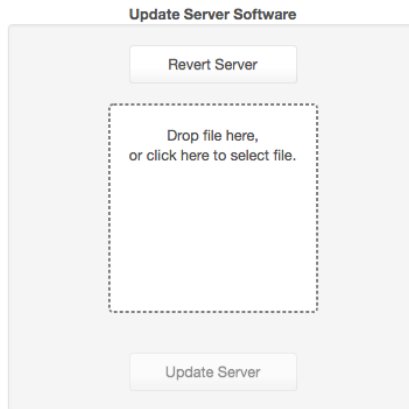 Update Server Software
Revert Server
Drop file here,
or click here to select file.
Update Server